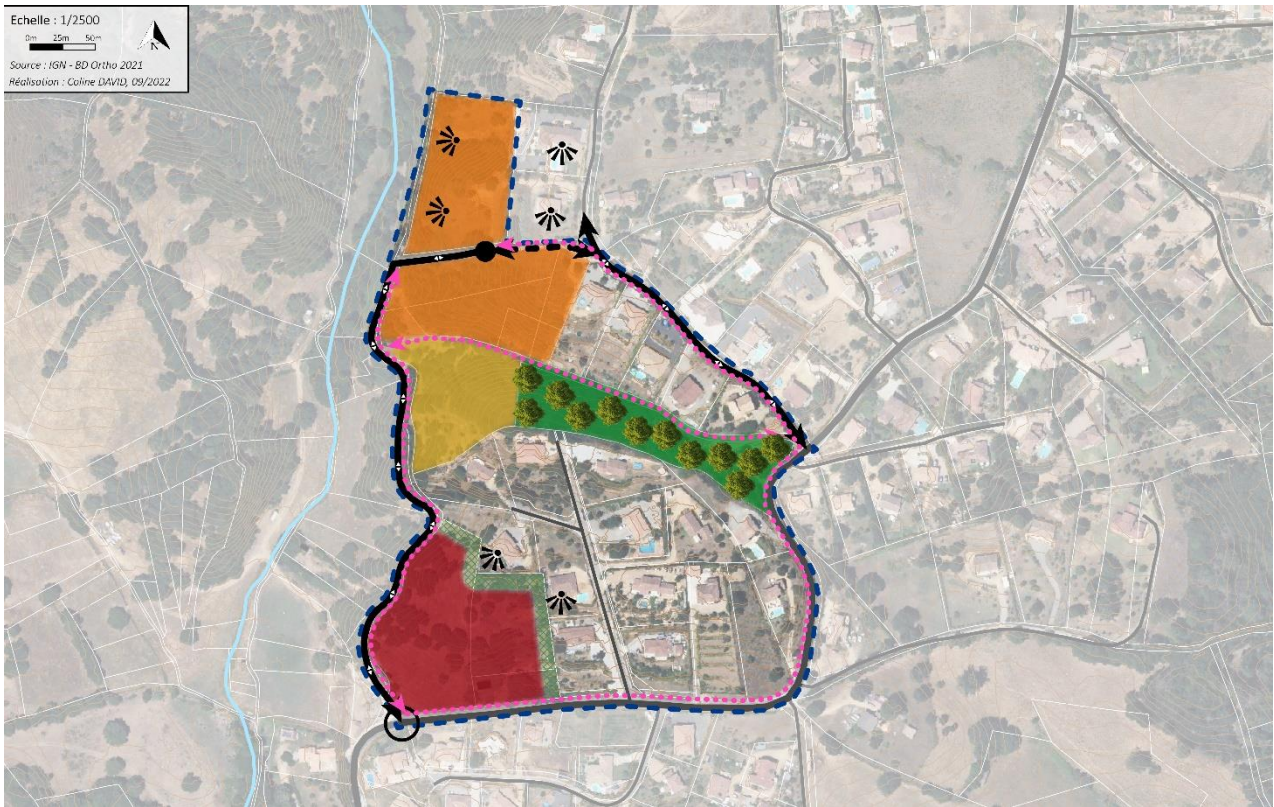 Echelle : 1/2500
0m 25m 50m
N
Source : IGN - BD Ortho 2021
Réalisation : Coline DAVID, 09/2022